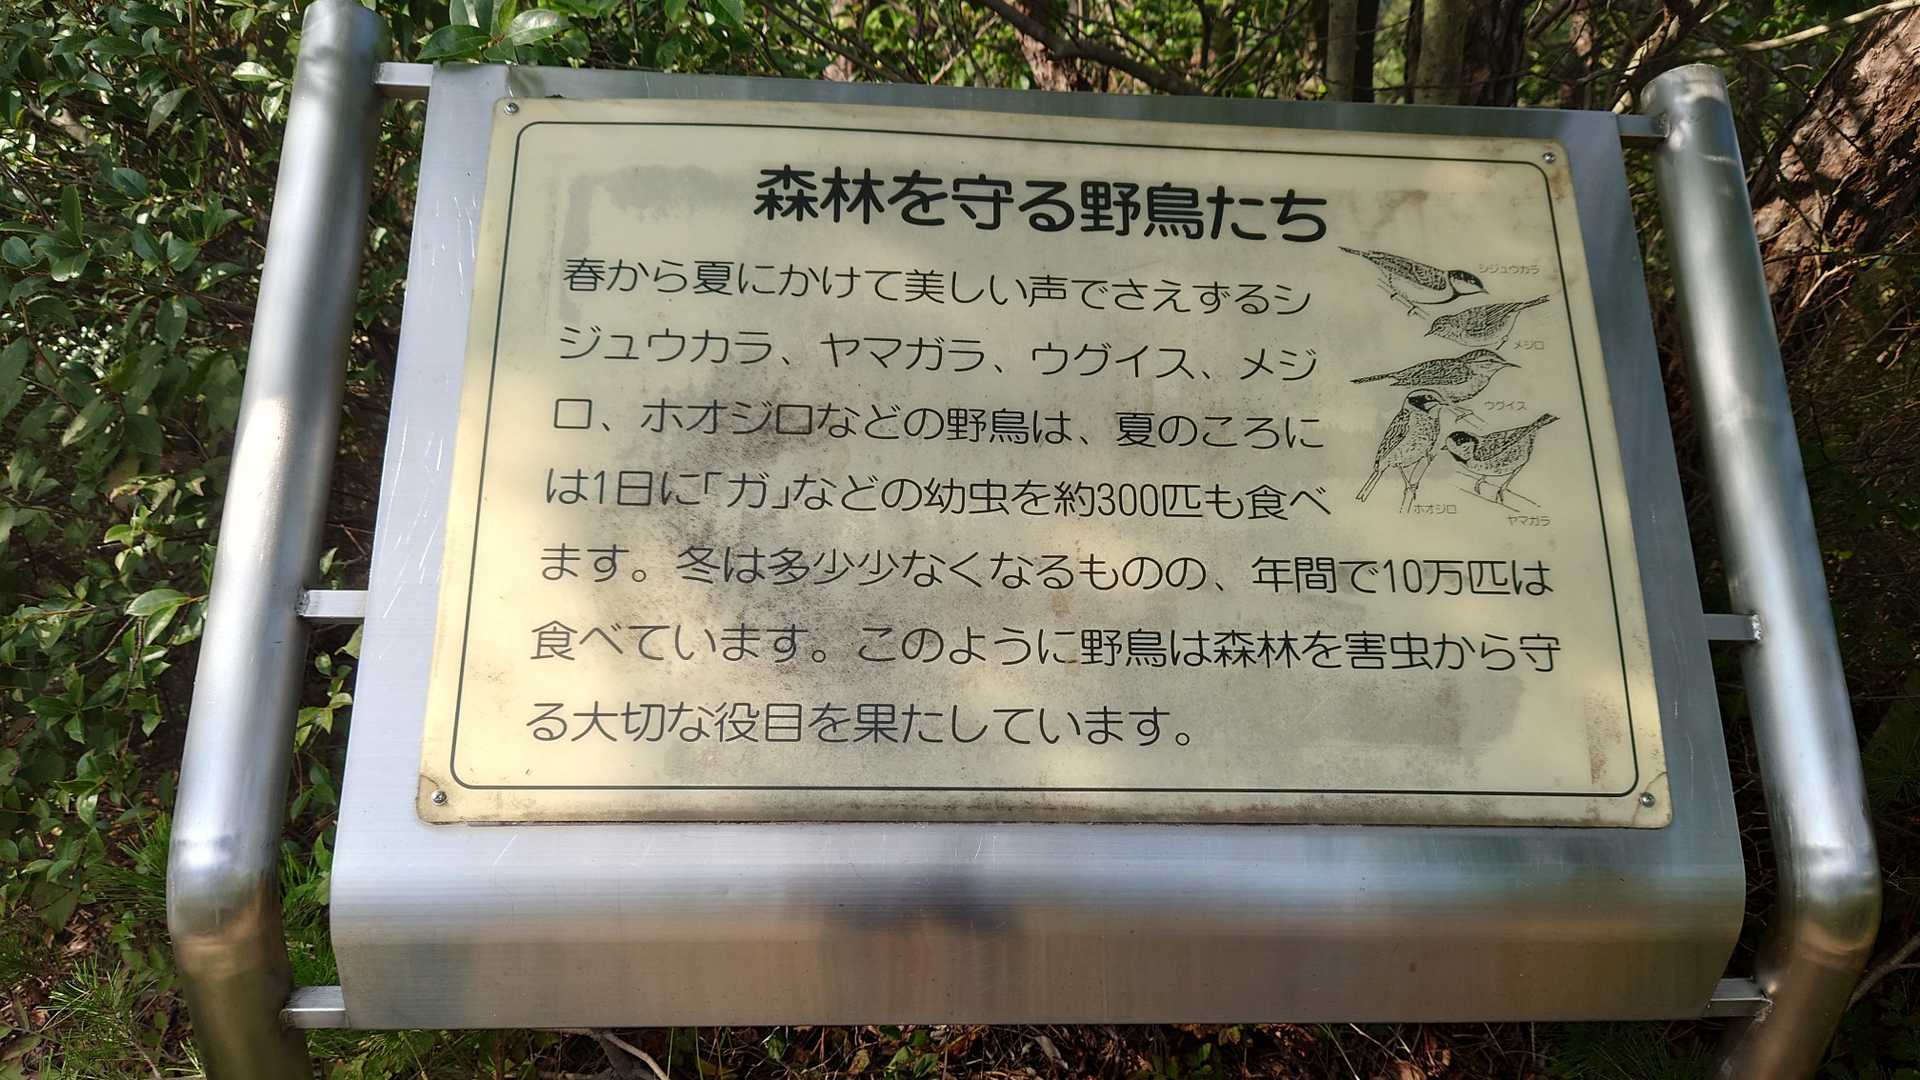 森林を守る野鳥たち
春から夏にかけて美しい声でさえずるシ
ジュウカラ、ヤマガラ、ウグイス、メジ
ロ、ホオジロなどの野鳥は、夏のころに
は1日に「ガ」などの幼虫を約300匹も食べ
ます。冬は多少少なくなるものの、年間で10万匹は
食べています。このように野鳥は森林を害虫から守
る大切な役目を果たしています。
シジュウカラ
メジロ
ウグイス
ホオジロ
ヤマガラ